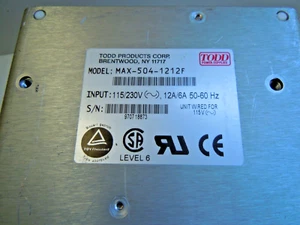 TODD PRODUCTS CORP.
BRENTWOOD, NY 11717
TODD
MODEL: MAX-504-1212F
INPUT: 115/230V (~), 12A/6A 50-60 Hz
S/N:
970718673
UNIT WIRED FOR
115V (~)
LEVEL 6